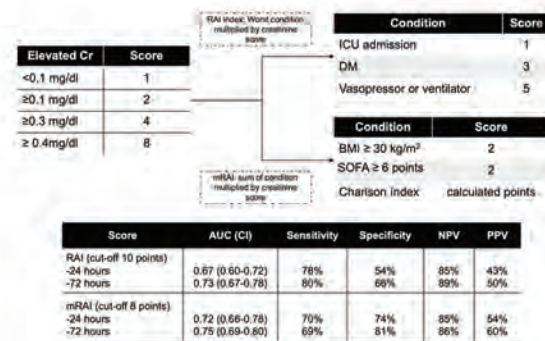 RAI index: Worst condition
multiplied by creatinine
score
Elevated Cr Score
<0.1 mg/dl 1
≥0.1 mg/dl 2
≥0.3 mg/dl 4
≥ 0.4mg/dl 8
Condition Score
ICU admission 1
DM 3
Vasopressor or ventilator 5
Condition Score
BMI ≥ 30 kg/m² 2
SOFA ≥ 6 points 2
Charlson index calculated points
mRAI: sum of condition
multiplied by creatinine
score
Score AUC (CI) Sensitivity Specificity NPV PPV
RAI (cut-off 10 points)
-24 hours 0.67 (0.60-0.72) 78% 54% 85% 43%
-72 hours 0.73 (0.67-0.78) 80% 66% 89% 50%
mRAI (cut-off 8 points)
-24 hours 0.72 (0.66-0.78) 70% 74% 85% 54%
-72 hours 0.75 (0.69-0.80) 69% 81% 86% 60%